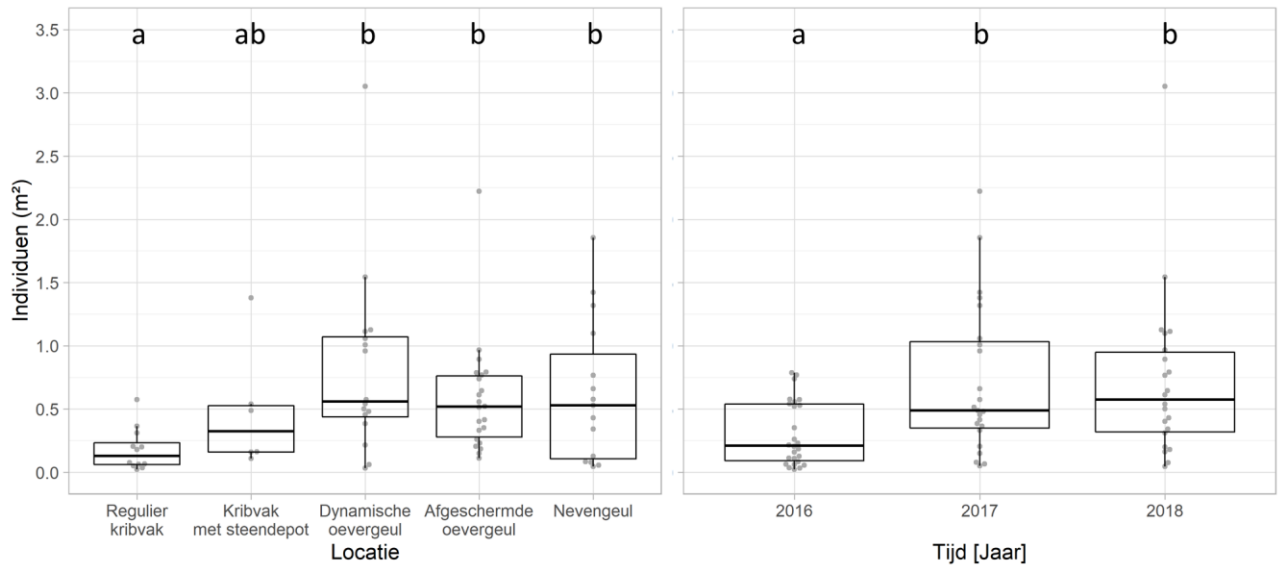 a ab b b b
a b b
3.5
3.0
2.5
2.0
1.5
1.0
0.5
0.0
Individuen (m²)
Regulier
kribvak
Kribvak
met steendepot
Dynamische
oevergeul
Afgeschermde
oevergeul
Nevengeul
Locatie
2016 2017 2018
Tijd [Jaar]